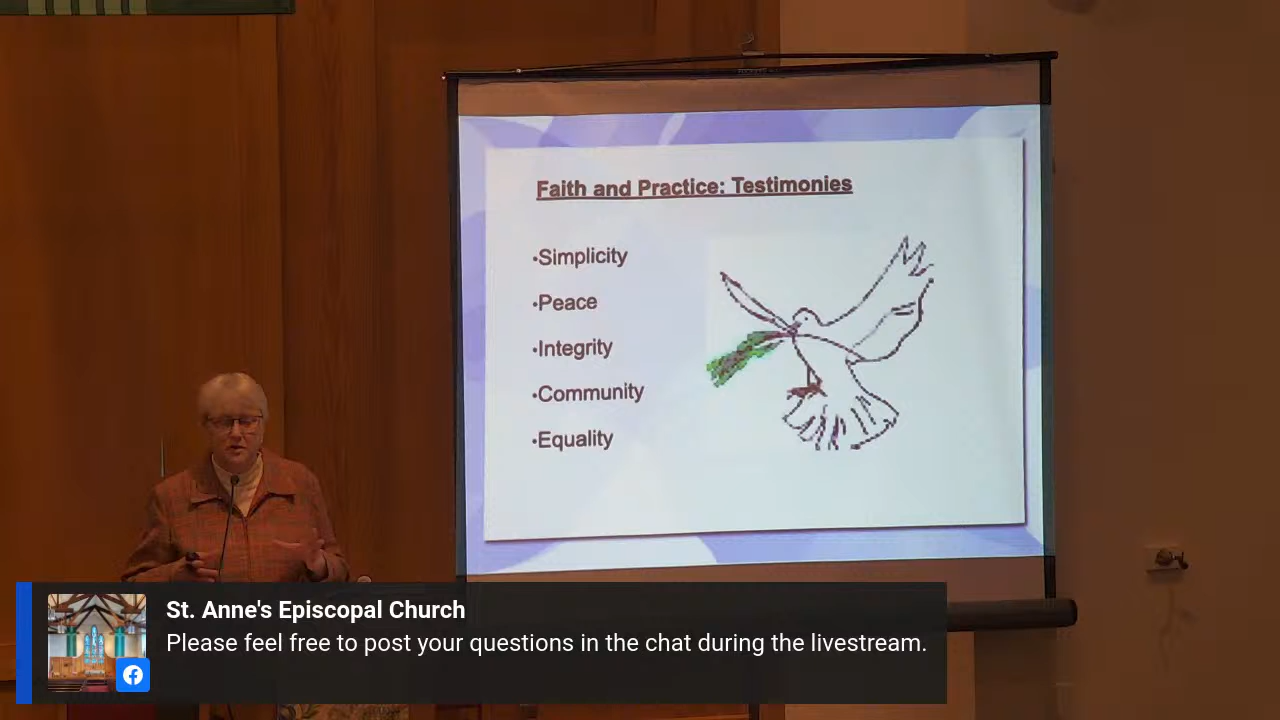 Faith and Practice: Testimonies
•Simplicity
•Peace
•Integrity
•Community
•Equality
St. Anne's Episcopal Church
Please feel free to post your questions in the chat during the livestream.